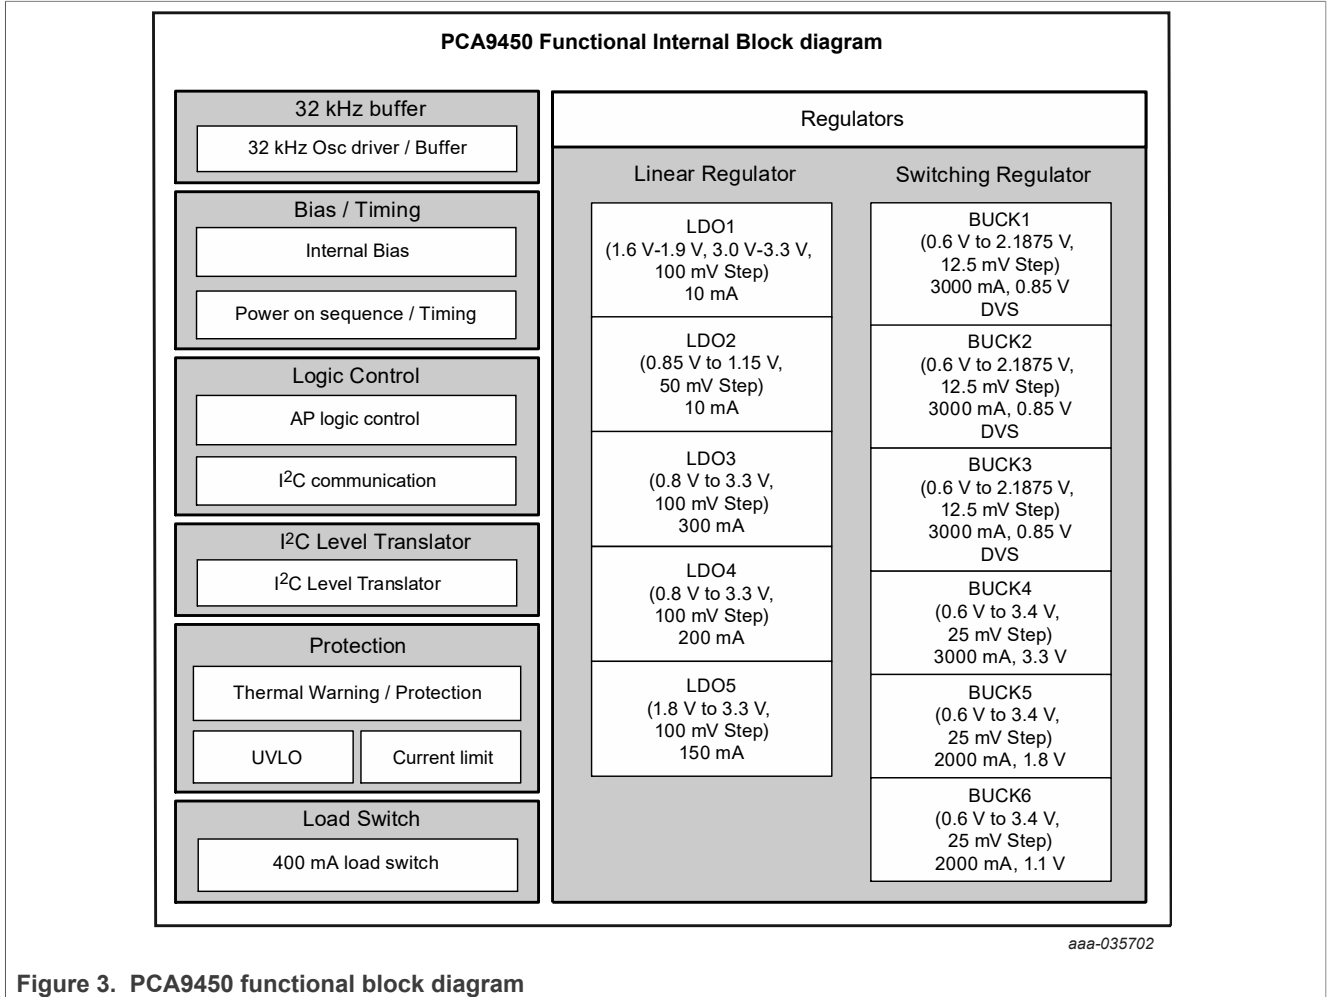 PCA9450 Functional Internal Block diagram
32 kHz buffer
32 kHz Osc driver / Buffer
Bias / Timing
Internal Bias
Power on sequence / Timing
Logic Control
AP logic control
I2C communication
I2C Level Translator
I2C Level Translator
Protection
Thermal Warning / Protection
UVLO
Current limit
Load Switch
400 mA load switch
Regulators
Linear Regulator
LDO1
(1.6 V-1.9 V, 3.0 V-3.3 V,
100 mV Step)
10 mA
LDO2
(0.85 V to 1.15 V,
50 mV Step)
10 mA
LDO3
(0.8 V to 3.3 V,
100 mV Step)
300 mA
LDO4
(0.8 V to 3.3 V,
100 mV Step)
200 mA
LDO5
(1.8 V to 3.3 V,
100 mV Step)
150 mA
Switching Regulator
BUCK1
(0.6 V to 2.1875 V,
12.5 mV Step)
3000 mA, 0.85 V
DVS
BUCK2
(0.6 V to 2.1875 V,
12.5 mV Step)
3000 mA, 0.85 V
DVS
BUCK3
(0.6 V to 2.1875 V,
12.5 mV Step)
3000 mA, 0.85 V
DVS
BUCK4
(0.6 V to 3.4 V,
25 mV Step)
3000 mA, 3.3 V
BUCK5
(0.6 V to 3.4 V,
25 mV Step)
2000 mA, 1.8 V
BUCK6
(0.6 V to 3.4 V,
25 mV Step)
2000 mA, 1.1 V
aaa-035702
Figure 3. PCA9450 functional block diagram